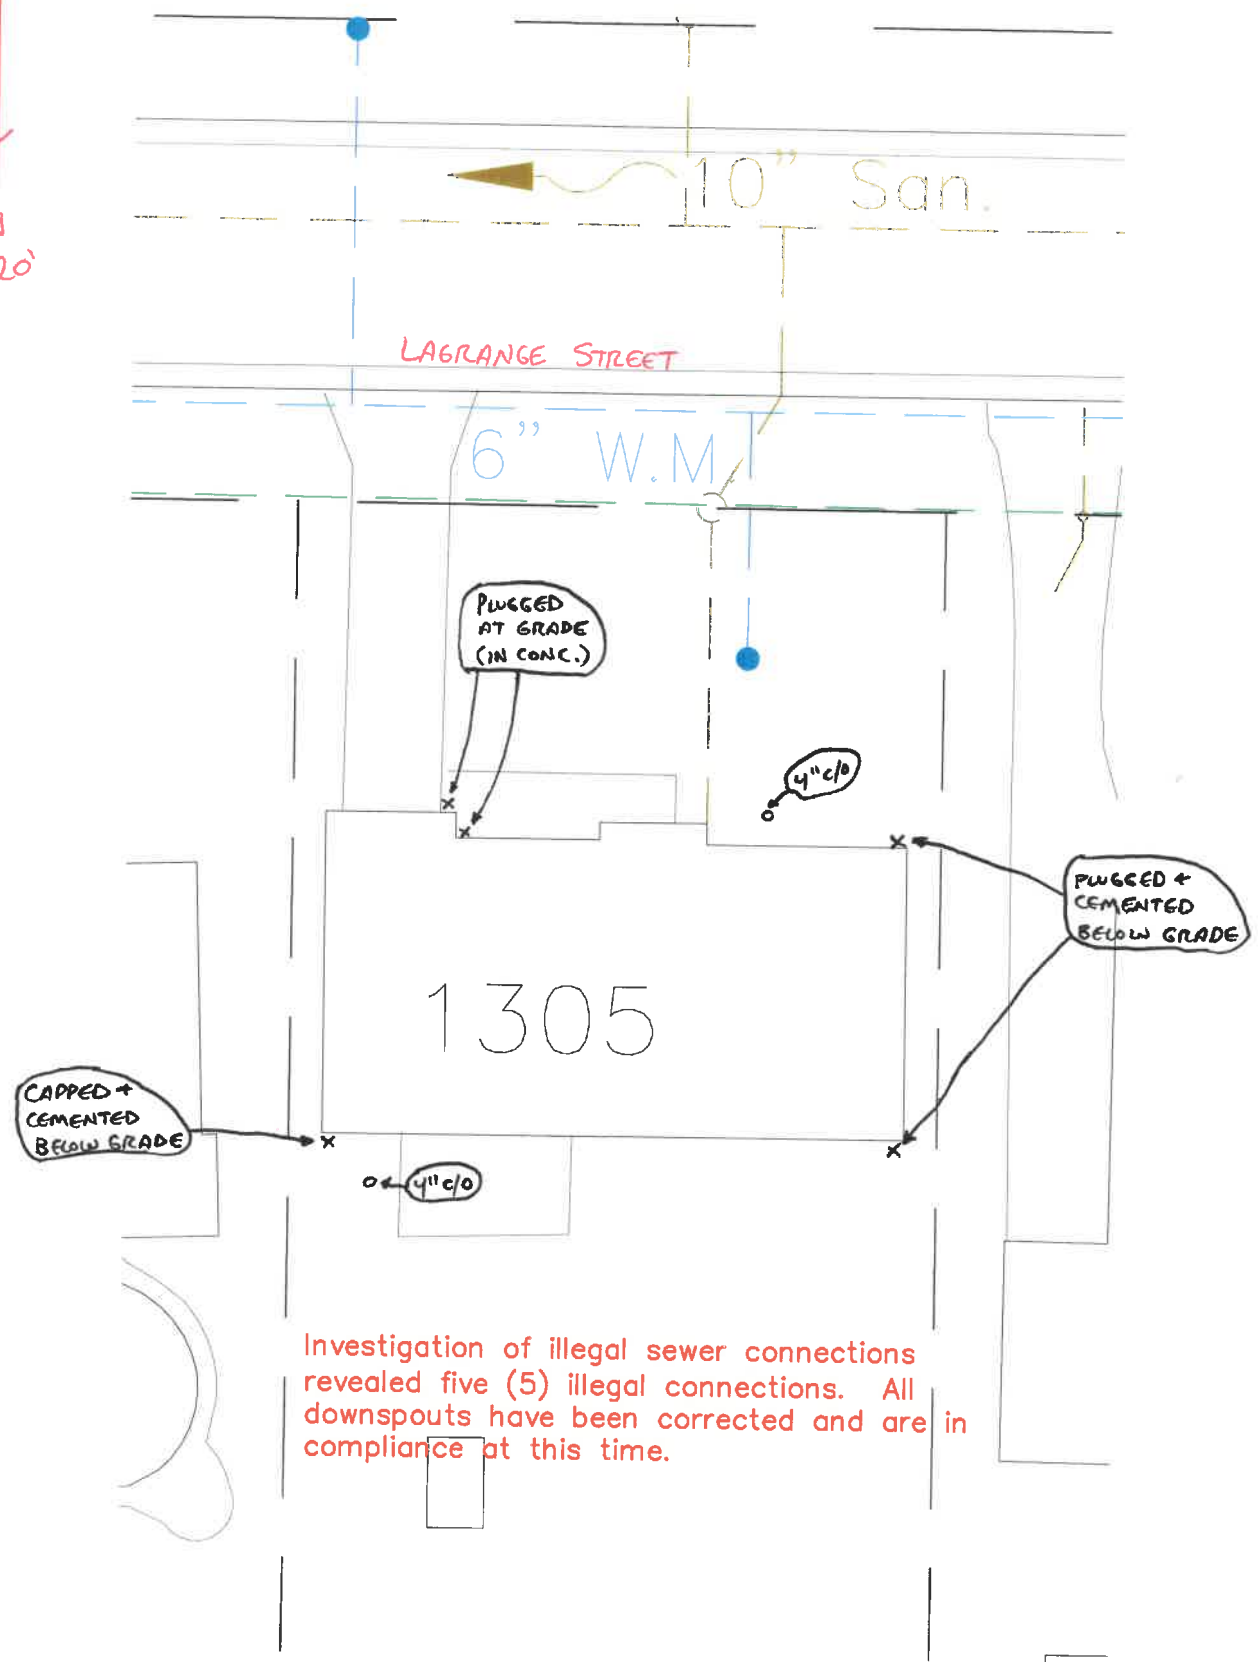 10" San.
20'
LAGRANGE STREET
6" W.M
PLUGGED
AT GRADE
(IN CONC.)
4" c/o
PLUGGED +
CEMENTED
BELOW GRADE
1305
CAPPED +
CEMENTED
BELOW GRADE
4" c/o
Investigation of illegal sewer connections
revealed five (5) illegal connections. All
downspouts have been corrected and are in
compliance at this time.